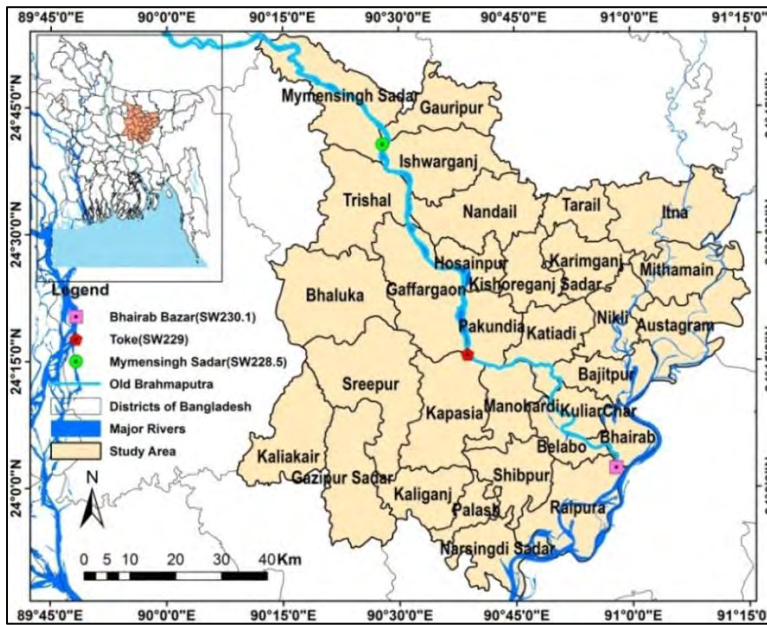 89°45'0"E 90°0'0"E 90°15'0"E 90°30'0"E 90°45'0"E 91°0'0"E 91°15'0"E
24°45'0"N
24°30'0"N
24°15'0"N
24°0'0"N
Mymensingh Sadar
Gauripur
Ishwarganj
Trishal
Nandail
Tarail
Itna
Hosainpur
Karimganj
Mithamain
Bhaluka
Gaffargaon
Kishoreganj Sadar
Nikli
Austagram
Pakundia
Katiadi
Bajitpur
Sreepur
Kapasia
Manohardi
KuliarChar
Bhairab
Belabo
Kaliakair
Gazipur Sadar
Kaliganj
Shibpur
Palash
Raipura
Narsingdi Sadar
Legend
Bhairab Bazar(SW230.1)
Toke(SW229)
Mymensingh Sadar(SW228.5)
Old Brahmaputra
Districts of Bangladesh
Major Rivers
Study Area
N
0 5 10 20 30 40 Km
89°45'0"E 90°0'0"E 90°15'0"E 90°30'0"E 90°45'0"E 91°0'0"E 91°15'0"E